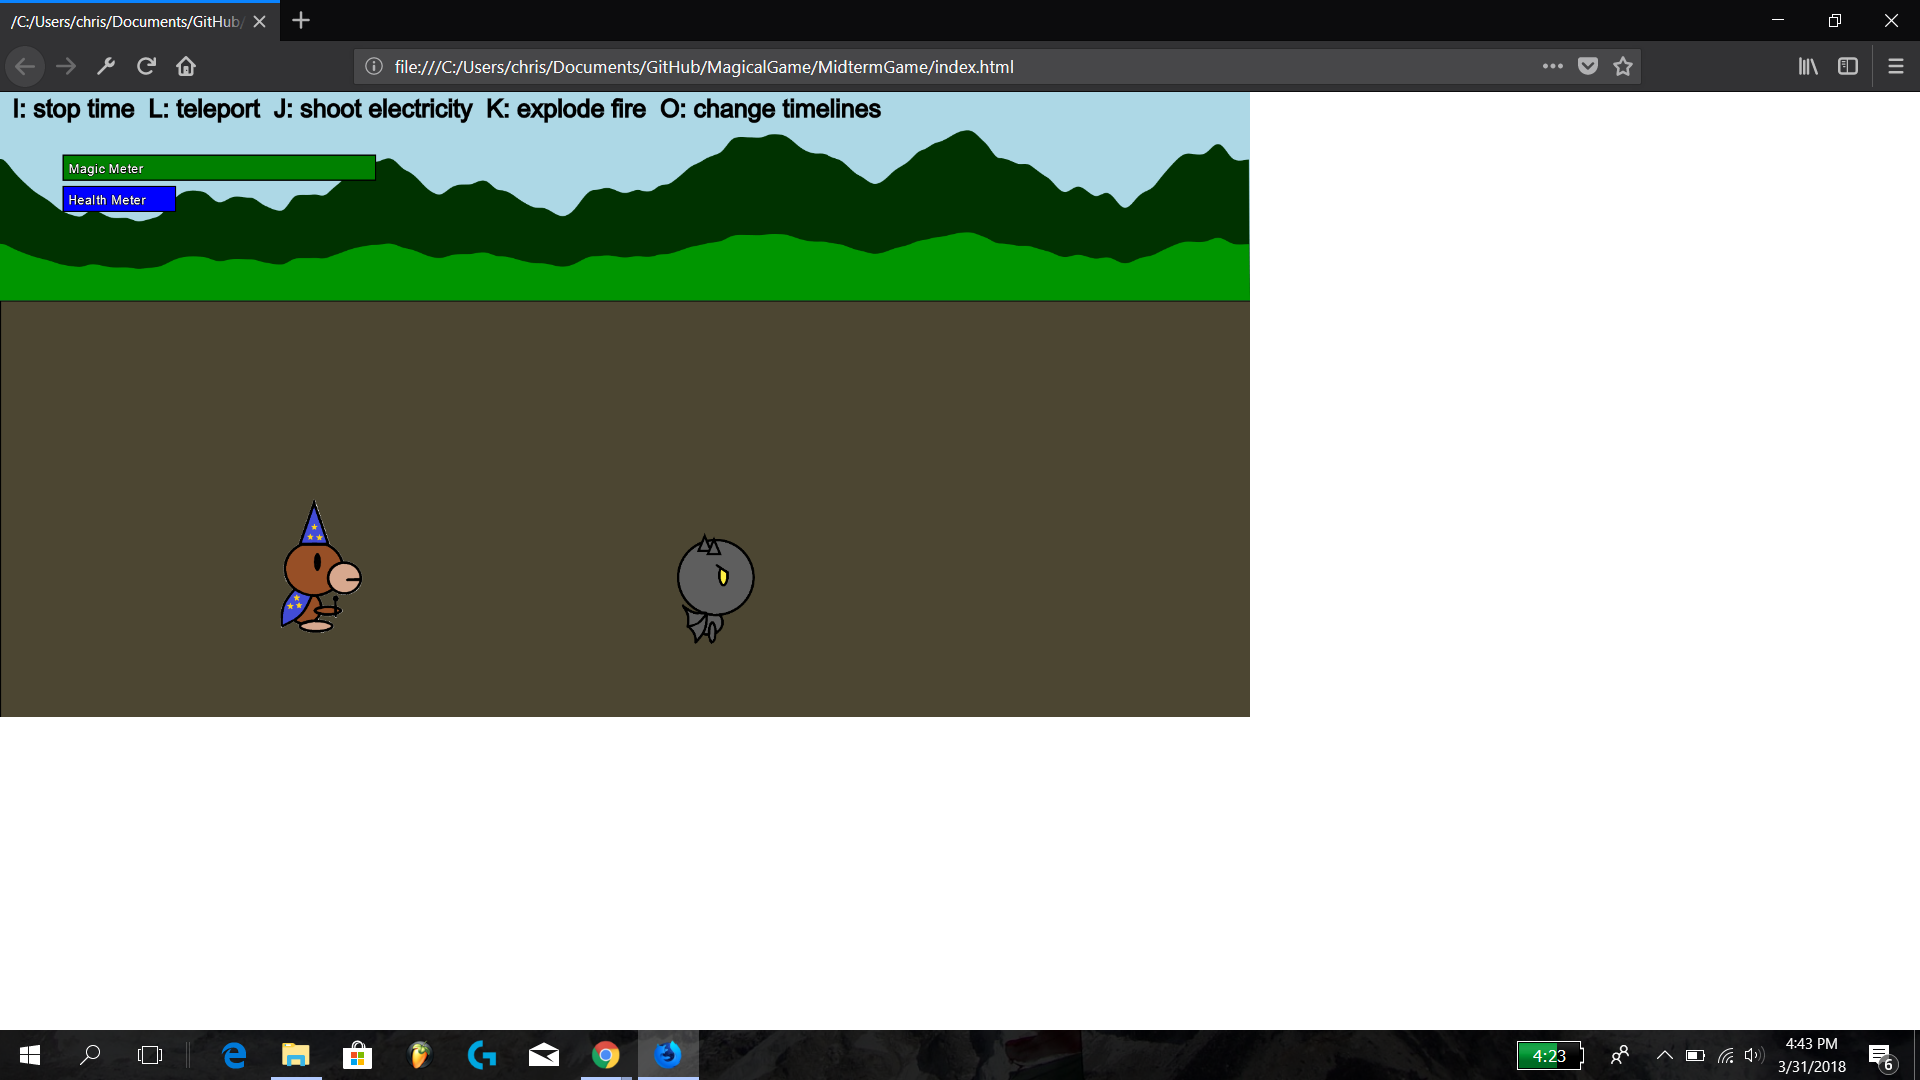 /C:/Users/chris/Documents/GitHub/
file:///C:/Users/chris/Documents/GitHub/MagicalGame/MidtermGame/index.html
I: stop time  L: teleport  J: shoot electricity  K: explode fire  O: change timelines
Magic Meter
Health Meter
4:23
4:43 PM
3/31/2018
6